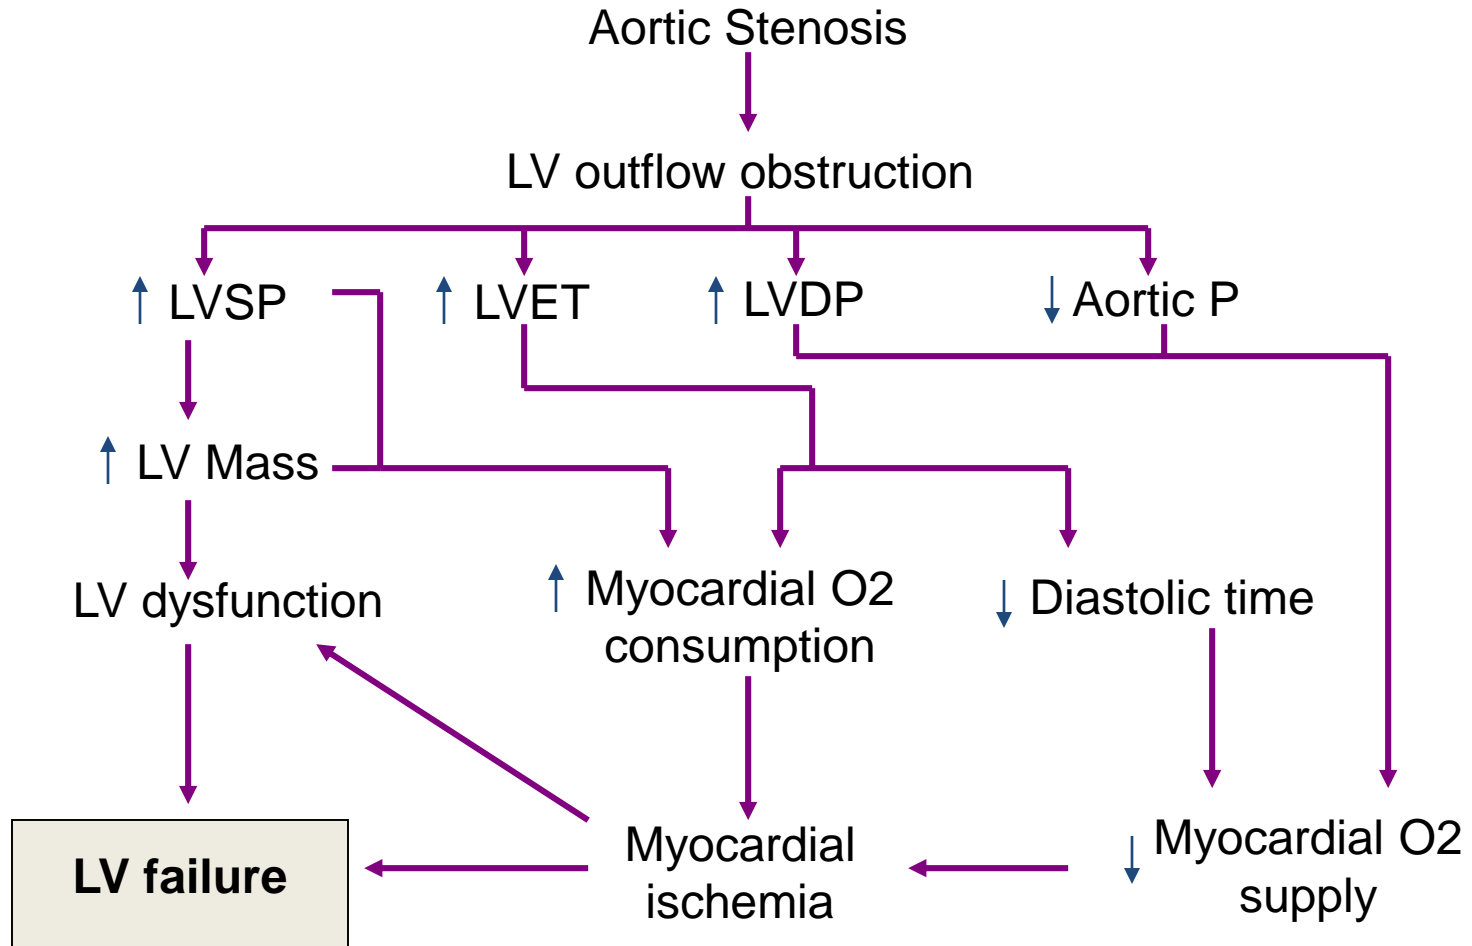 Aortic Stenosis
LV outflow obstruction
↑ LVSP
↑ LVET
↑ LVDP
↓ Aortic P
↑ LV Mass
LV dysfunction
↑ Myocardial O2
consumption
↓ Diastolic time
LV failure
Myocardial
ischemia
↓ Myocardial O2
supply